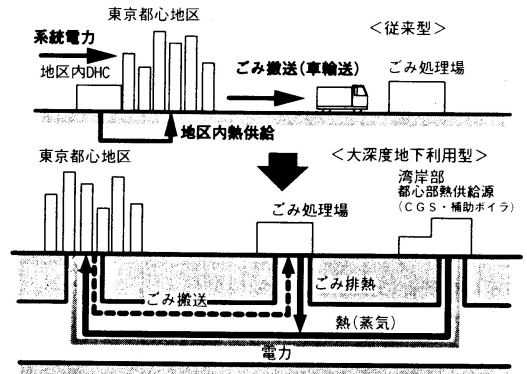 東京都心地区
<従来型>
系統電力
地区内DHC
ごみ搬送(車輸送)
ごみ処理場
地区内熱供給
東京都心地区
<大深度地下利用型>
ごみ処理場
湾岸部
都心部熱供給源
(CGS・補助ボイラ)
ごみ排熱
ごみ搬送
熱(蒸気)
電力